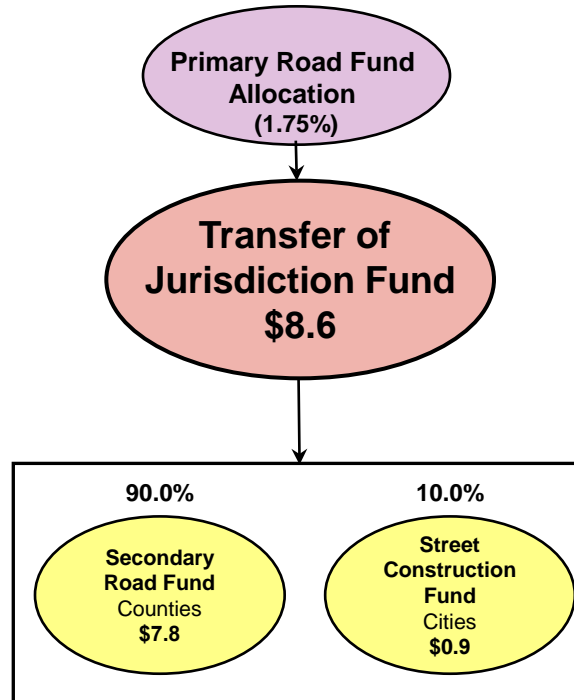 Primary Road Fund
Allocation
(1.75%)
Transfer of
Jurisdiction Fund
$8.6
90.0%
10.0%
Secondary
Road Fund
Counties
$7.8
Street
Construction
Fund
Cities
$0.9